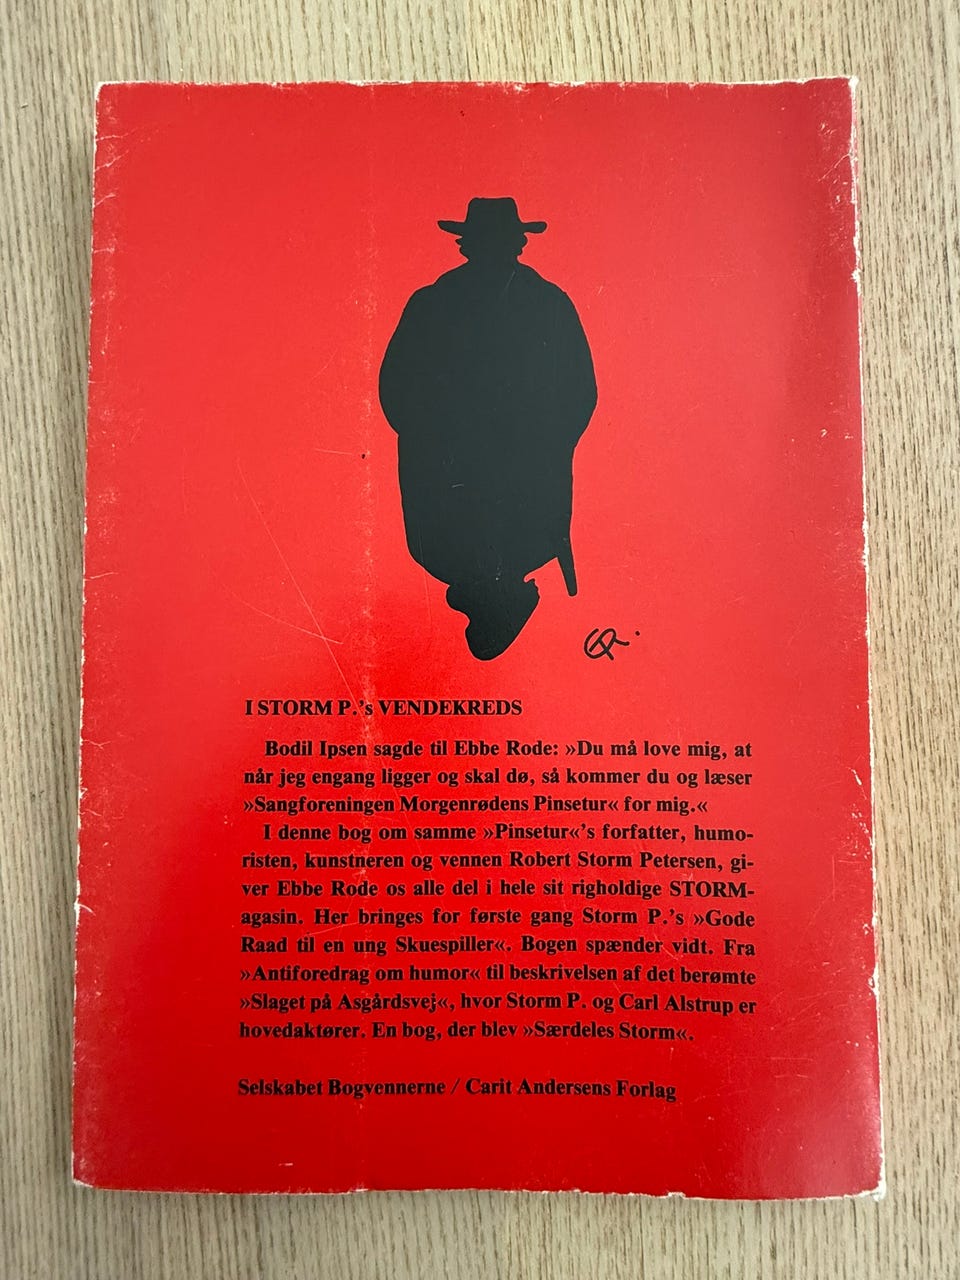 ER.
I STORM P.'s VENDEKREDS
Bodil Ipsen sagde til Ebbe Rode: »Du må love mig, at
når jeg engang ligger og skal dø, så kommer du og læser
»Sangforeningen Morgenrødens Pinsetur« for mig.«
I denne bog om samme »Pinsetur«'s forfatter, humo-
risten, kunstneren og vennen Robert Storm Petersen, gi-
ver Ebbe Rode os alle del i hele sit righoldige STORM-
agasin. Her bringes for første gang Storm P.'s »Gode
Raad til en ung Skuespiller«. Bogen spænder vidt. Fra
»Antiforedrag om humor« til beskrivelsen af det berømte
»Slaget på Asgårdsvej«, hvor Storm P. og Carl Alstrup er
hovedaktører. En bog, der blev »Særdeles Storm«.
Selskabet Bogvennerne / Carit Andersens Forlag